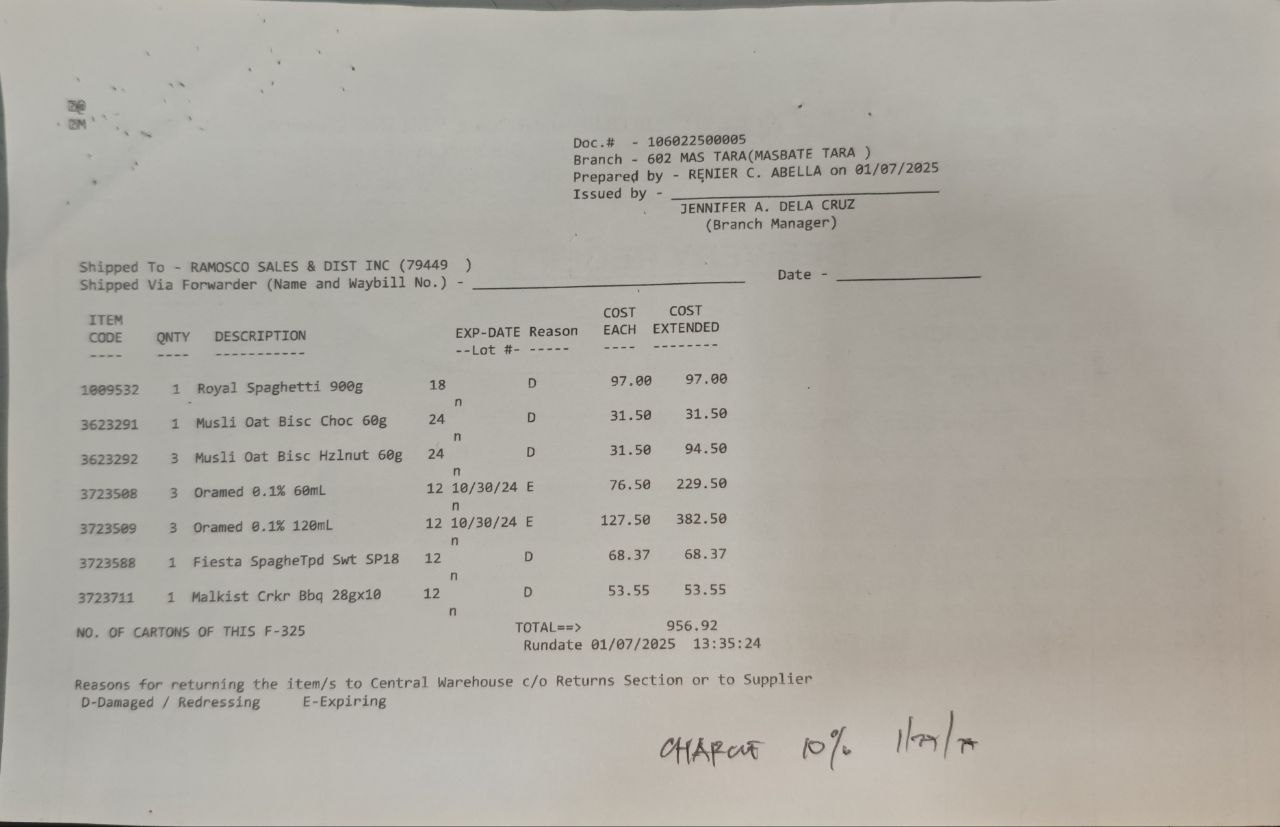 Doc.# - 106022500005
Branch - 602 MAS TARA(MASBATE TARA )
Prepared by - RENIER C. ABELLA on 01/07/2025
Issued by -
JENNIFER A. DELA CRUZ
(Branch Manager)
Shipped To - RAMOSCO SALES & DIST INC (79449 )
Shipped Via Forwarder (Name and Waybill No.) - Date -
ITEM COST COST
CODE QNTY DESCRIPTION EXP-DATE Reason EACH EXTENDED
---- ---- ----------- --Lot #- ----- ---- --------
1009532 1 Royal Spaghetti 900g 18 D 97.00 97.00
n
3623291 1 Musli Oat Bisc Choc 60g 24 D 31.50 31.50
n
3623292 3 Musli Oat Bisc Hzlnut 60g 24 D 31.50 94.50
n
3723508 3 Oramed 0.1% 60mL 12 10/30/24 E 76.50 229.50
n
3723509 3 Oramed 0.1% 120mL 12 10/30/24 E 127.50 382.50
n
3723588 1 Fiesta SpagheTpd Swt SP18 12 D 68.37 68.37
n
3723711 1 Malkist Crkr Bbq 28gx10 12 D 53.55 53.55
n
NO. OF CARTONS OF THIS F-325 TOTAL==> 956.92
Rundate 01/07/2025 13:35:24
Reasons for returning the item/s to Central Warehouse c/o Returns Section or to Supplier
D-Damaged / Redressing E-Expiring
CHARGE 10%